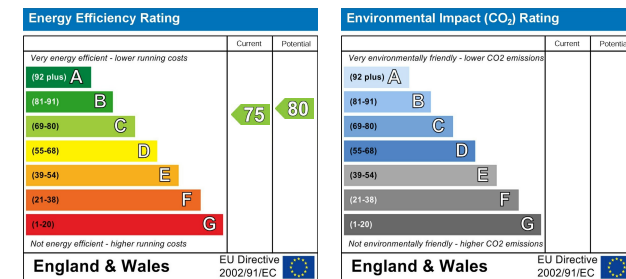 Energy Efficiency Rating
Current Potential
Very energy efficient - lower running costs
(92 plus) A
(81-91) B
(69-80) C
75 80
(55-68) D
(39-54) E
(21-38) F
(1-20) G
Not energy efficient - higher running costs
England & Wales
EU Directive
2002/91/EC
Environmental Impact (CO2) Rating
Current Potential
Very environmentally friendly - lower CO2 emissions
(92 plus) A
(81-91) B
(69-80) C
(55-68) D
(39-54) E
(21-38) F
(1-20) G
Not environmentally friendly - higher CO2 emissions
England & Wales
EU Directive
2002/91/EC